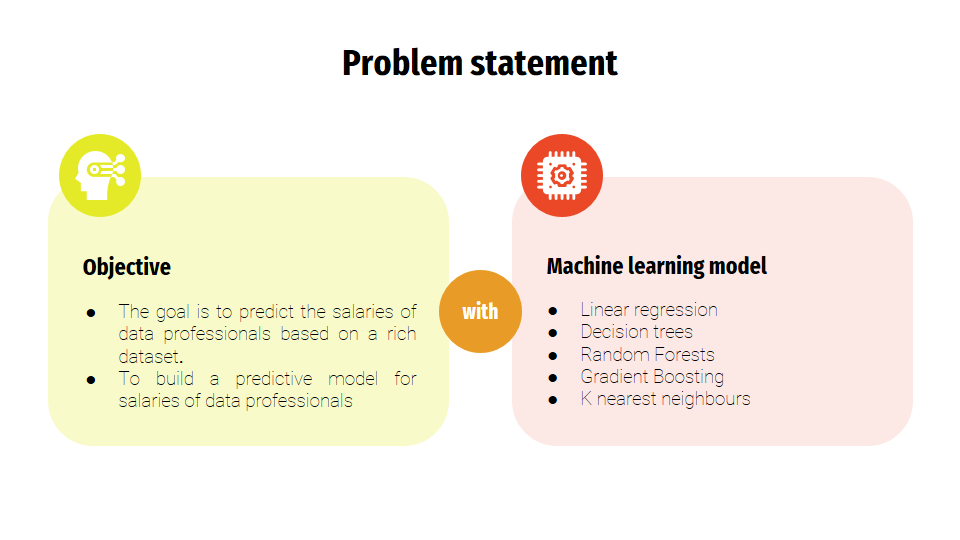 Problem statement
Objective
● The goal is to predict the salaries of
data professionals based on a rich
dataset.
● To build a predictive model for
salaries of data professionals
with
Machine learning model
● Linear regression
● Decision trees
● Random Forests
● Gradient Boosting
● K nearest neighbours